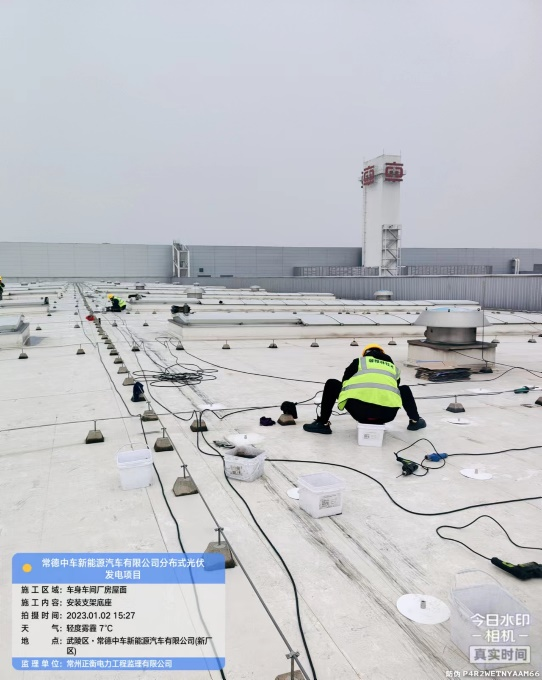 常德中车新能源汽车有限公司分布式光伏
发电项目
施工区域：车身车间厂房屋面
施工内容：安装支架底座
拍摄时间：2023.01.02 15:27
天　　气：轻度雾霾 7℃
地　　点：武陵区·常德中车新能源汽车有限公司(新厂
区)
监理单位：常州正衡电力工程监理有限公司
今日水印
-相机-
真实时间
防伪 P4R2WETNYAAM66